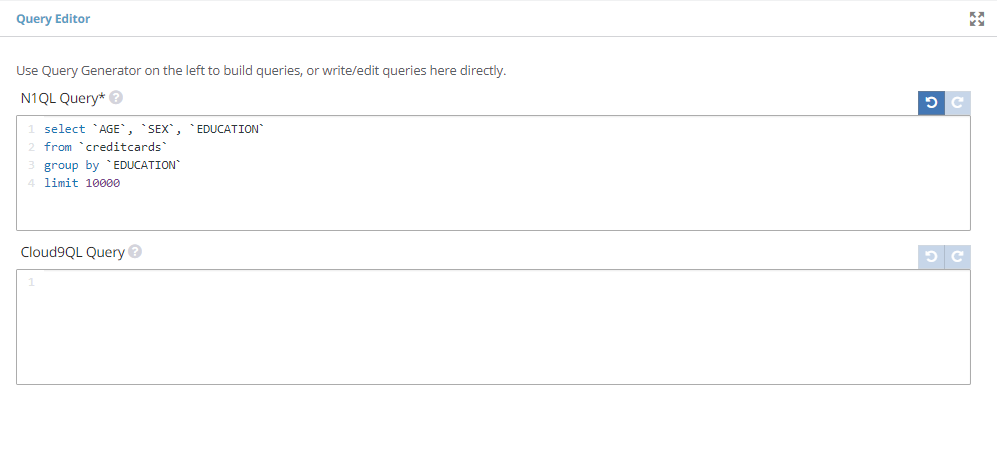 Query Editor
Use Query Generator on the left to build queries, or write/edit queries here directly.
N1QL Query* ?
1 select `AGE`, `SEX`, `EDUCATION`
2 from `creditcards`
3 group by `EDUCATION`
4 limit 10000
Cloud9QL Query ?
1